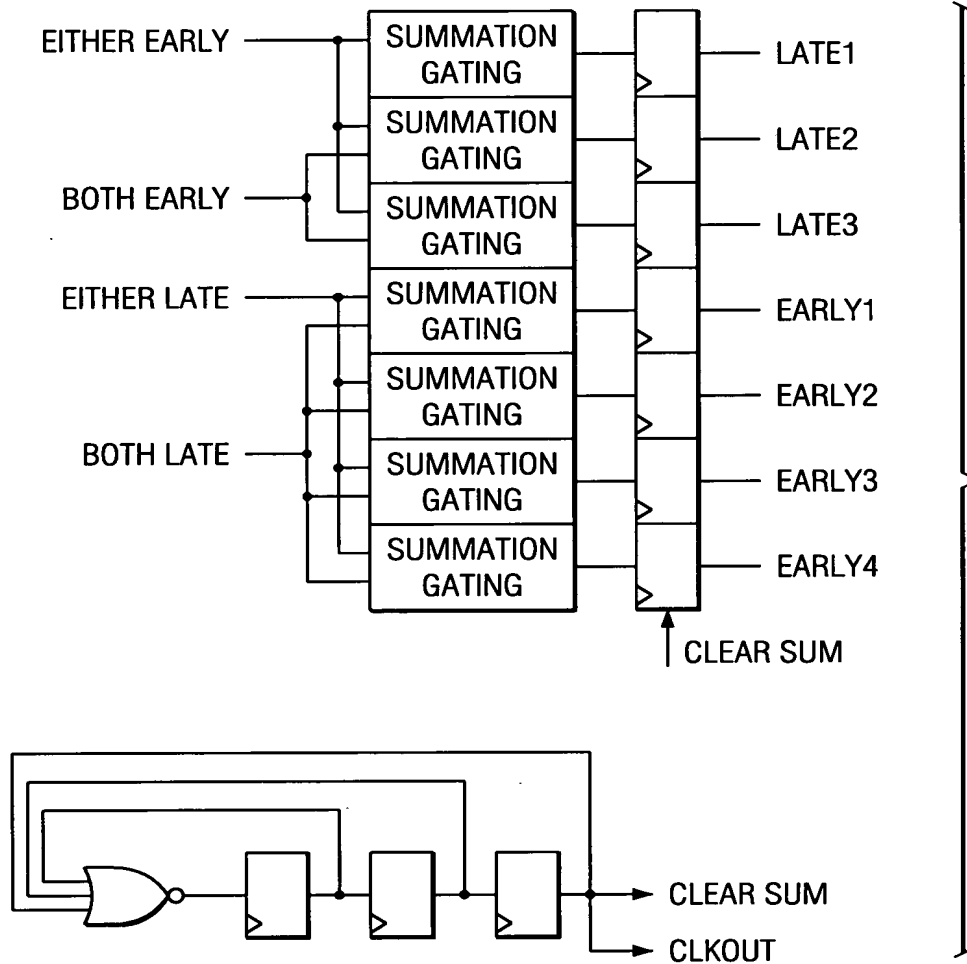 EITHER EARLY
BOTH EARLY
EITHER LATE
BOTH LATE
SUMMATION
GATING
SUMMATION
GATING
SUMMATION
GATING
SUMMATION
GATING
SUMMATION
GATING
SUMMATION
GATING
SUMMATION
GATING
LATE1
LATE2
LATE3
EARLY1
EARLY2
EARLY3
EARLY4
CLEAR SUM
CLEAR SUM
CLKOUT